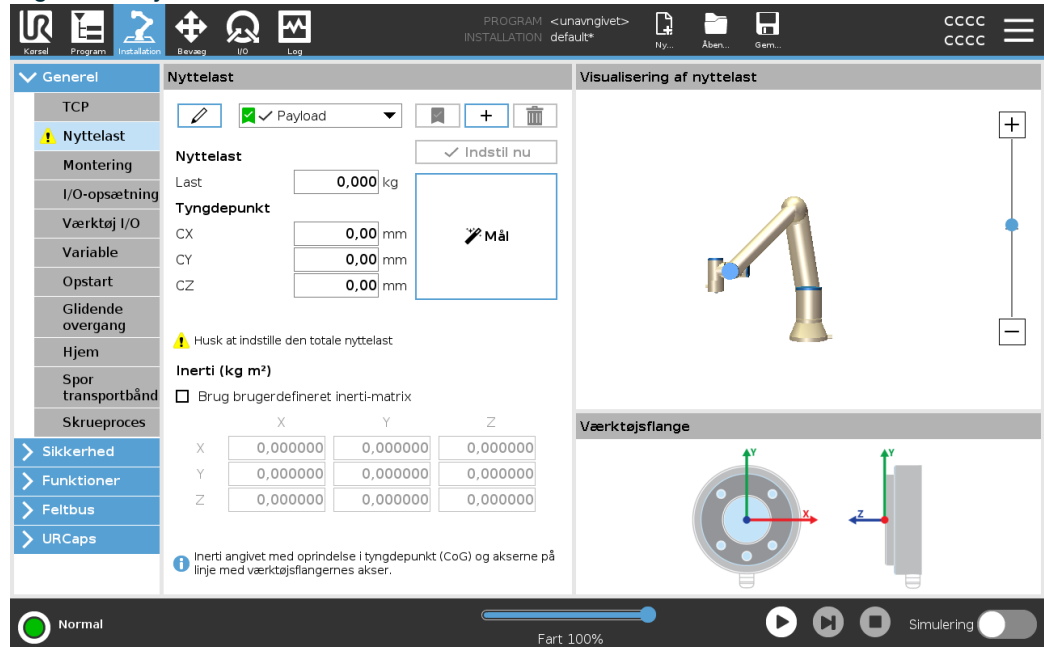 UR
Kørsel
Program
Installation
Bevæg
I/O
Log
PROGRAM <unavngivet>
INSTALLATION default*
Ny...
Åben...
Gem...
cccc
cccc
Generel
TCP
Nyttelast
Montering
I/O-opsætning
Værktøj I/O
Variable
Opstart
Glidende
overgang
Hjem
Spor
transportbånd
Skrueproces
Sikkerhed
Funktioner
Feltbus
URCaps
Nyttelast
Payload
Indstil nu
Nyttelast
Last 0,000 kg
Tyngdepunkt
CX 0,00 mm
CY 0,00 mm
CZ 0,00 mm
Mål
Husk at indstille den totale nyttelast
Inerti (kg m²)
Brug brugerdefineret inerti-matrix
X Y Z
X 0,000000 0,000000 0,000000
Y 0,000000 0,000000 0,000000
Z 0,000000 0,000000 0,000000
Inerti angivet med oprindelse i tyngdepunkt (CoG) og akserne på
linje med værktøjsflangernes akser.
Visualisering af nyttelast
Værktøjsflange
Y
X
Y
Z
Normal
Fart 100%
Simulering